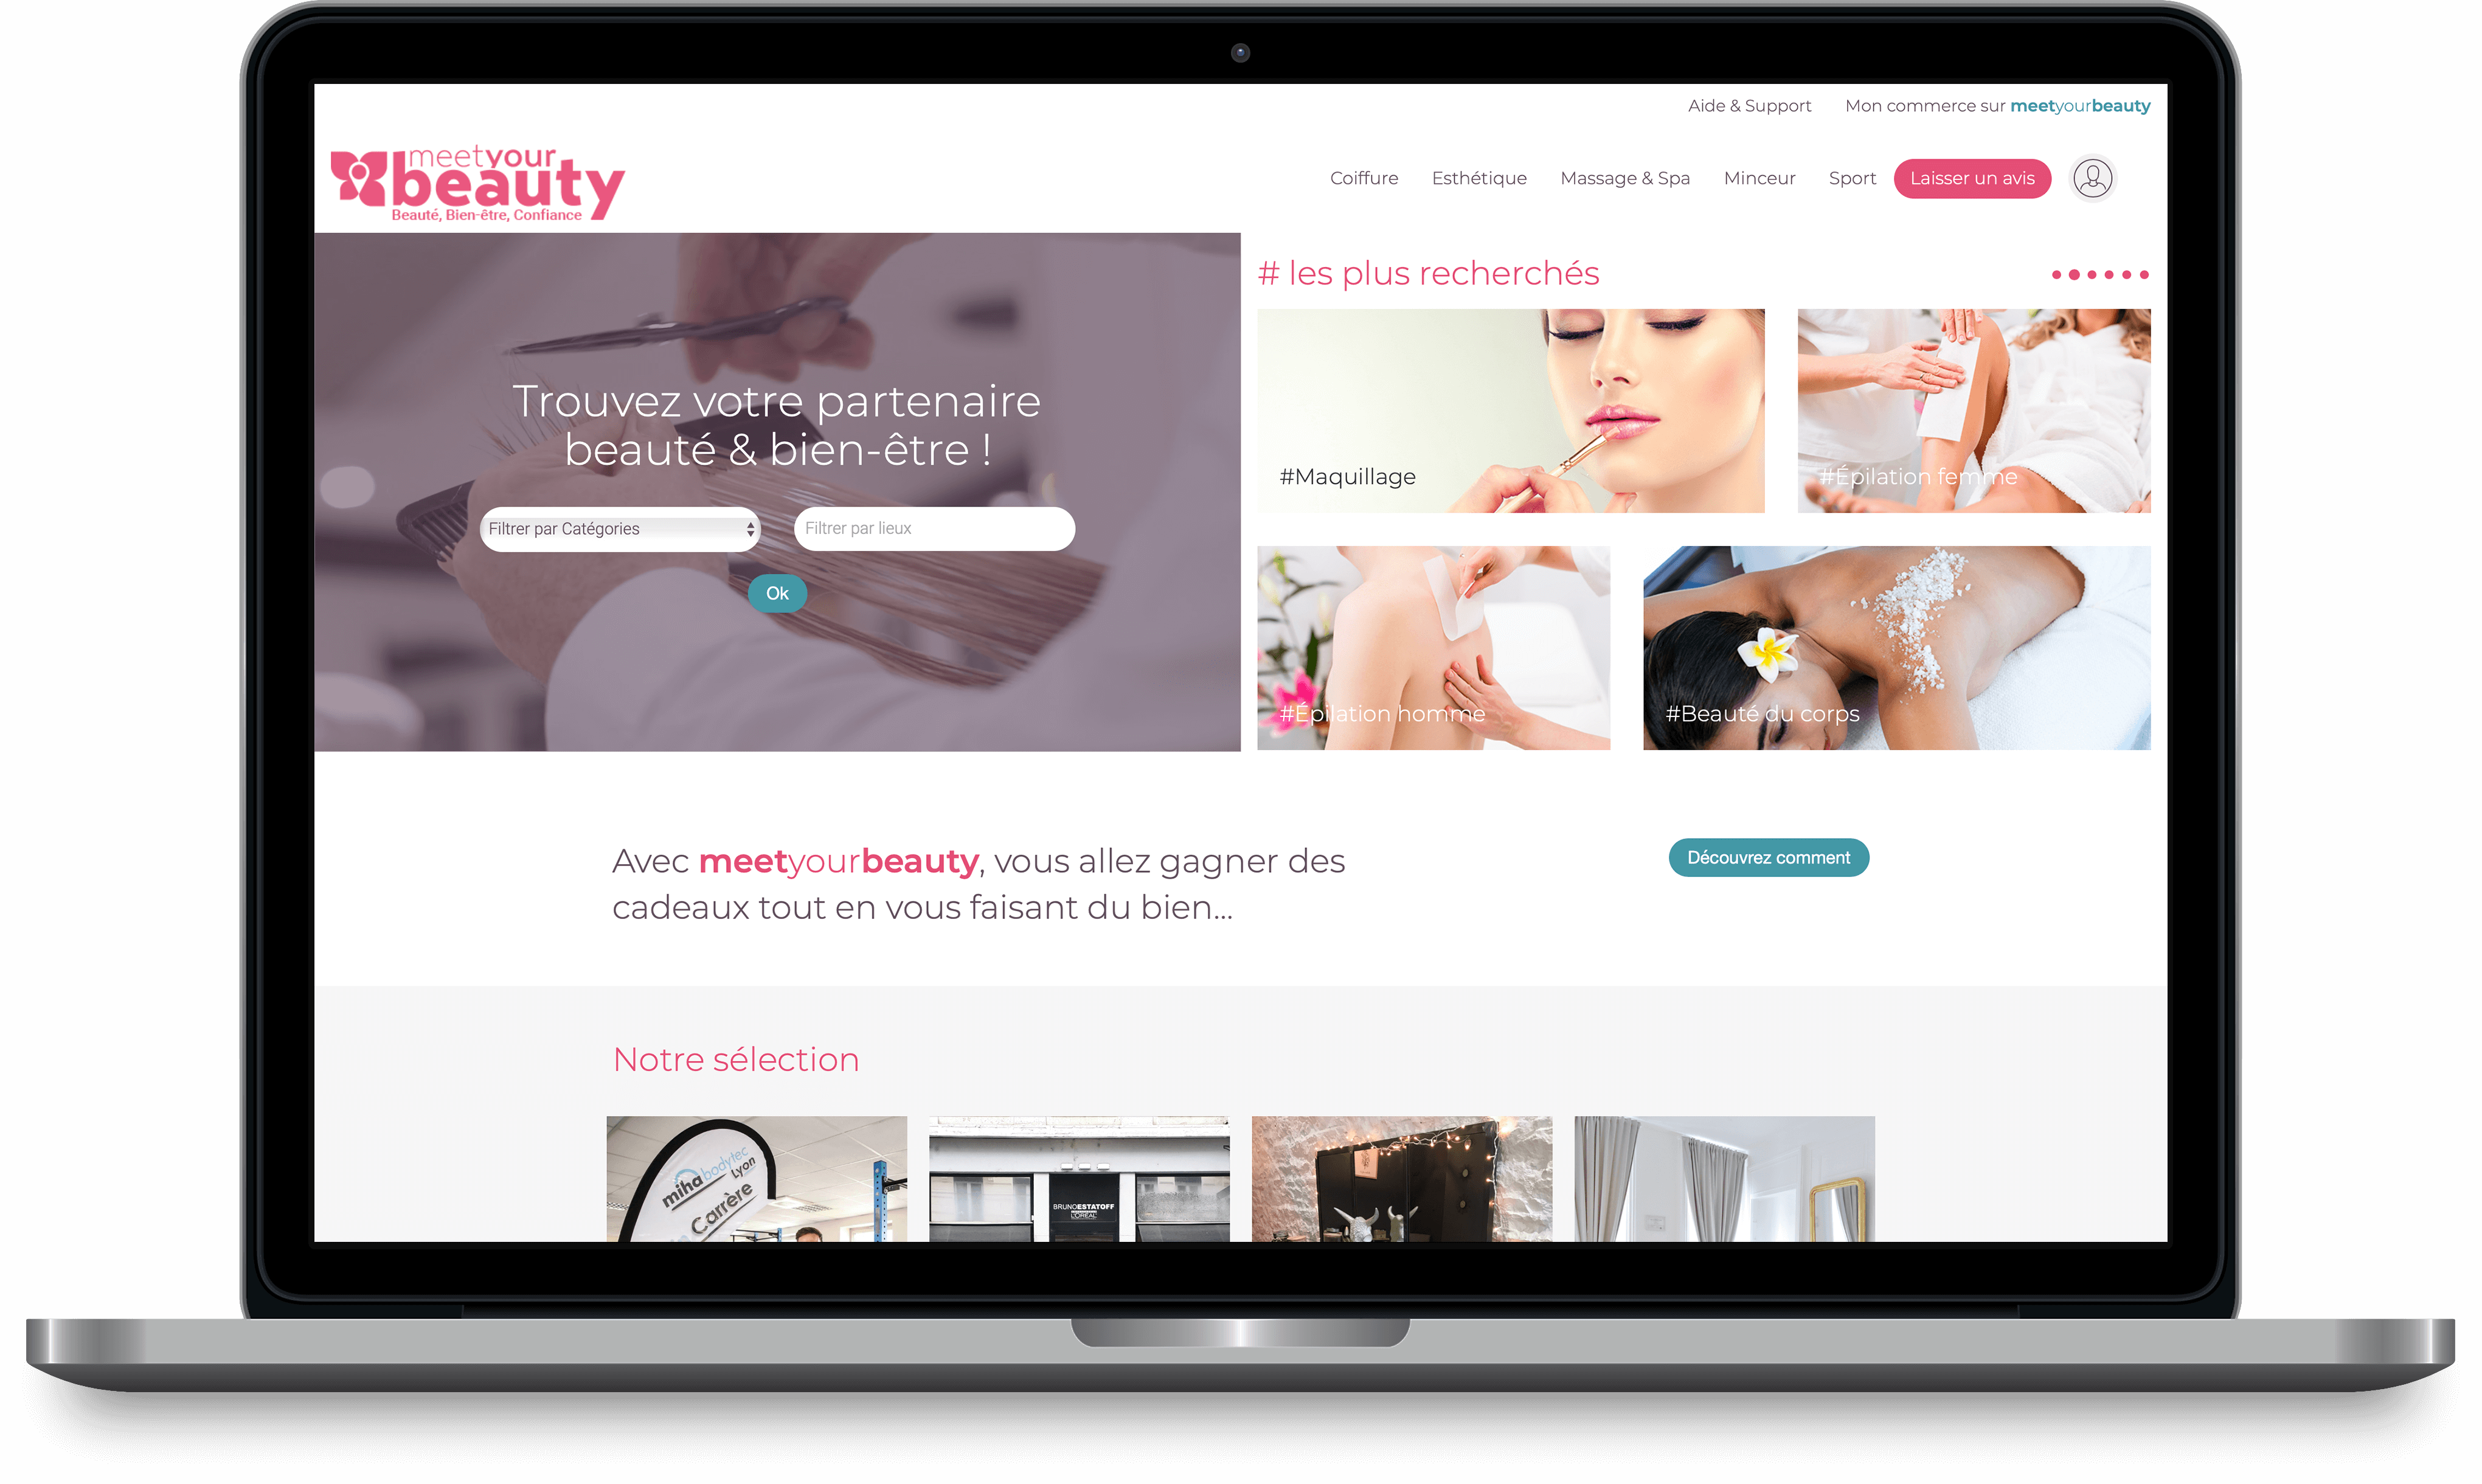 Aide & Support
Mon commerce sur meetyourbeauty
meetyour
beauty
Beauté, Bien-être, Confiance
Coiffure
Esthétique
Massage & Spa
Minceur
Sport
Laisser un avis
Trouvez votre partenaire
beauté & bien-être !
Filtrer par Catégories
Filtrer par lieux
Ok
# les plus recherchés
#Maquillage
#Épilation femme
#Épilation homme
#Beauté du corps
Avec meetyourbeauty, vous allez gagner des
cadeaux tout en vous faisant du bien...
Découvrez comment
Notre sélection
miha bodytec
Lyon
Carrère
BRUNOESTATOFF
L'ORÉAL